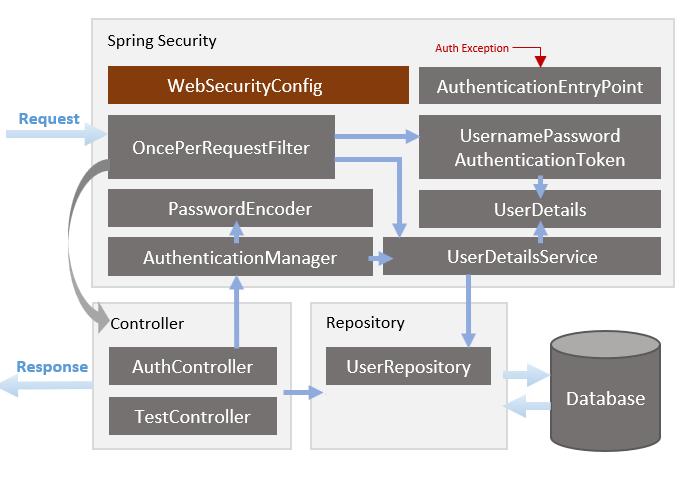 Spring Security
Auth Exception
WebSecurityConfig
AuthenticationEntryPoint
Request
OncePerRequestFilter
UsernamePassword
AuthenticationToken
PasswordEncoder
UserDetails
AuthenticationManager
UserDetailsService
Controller
Repository
Response
AuthController
UserRepository
Database
TestController